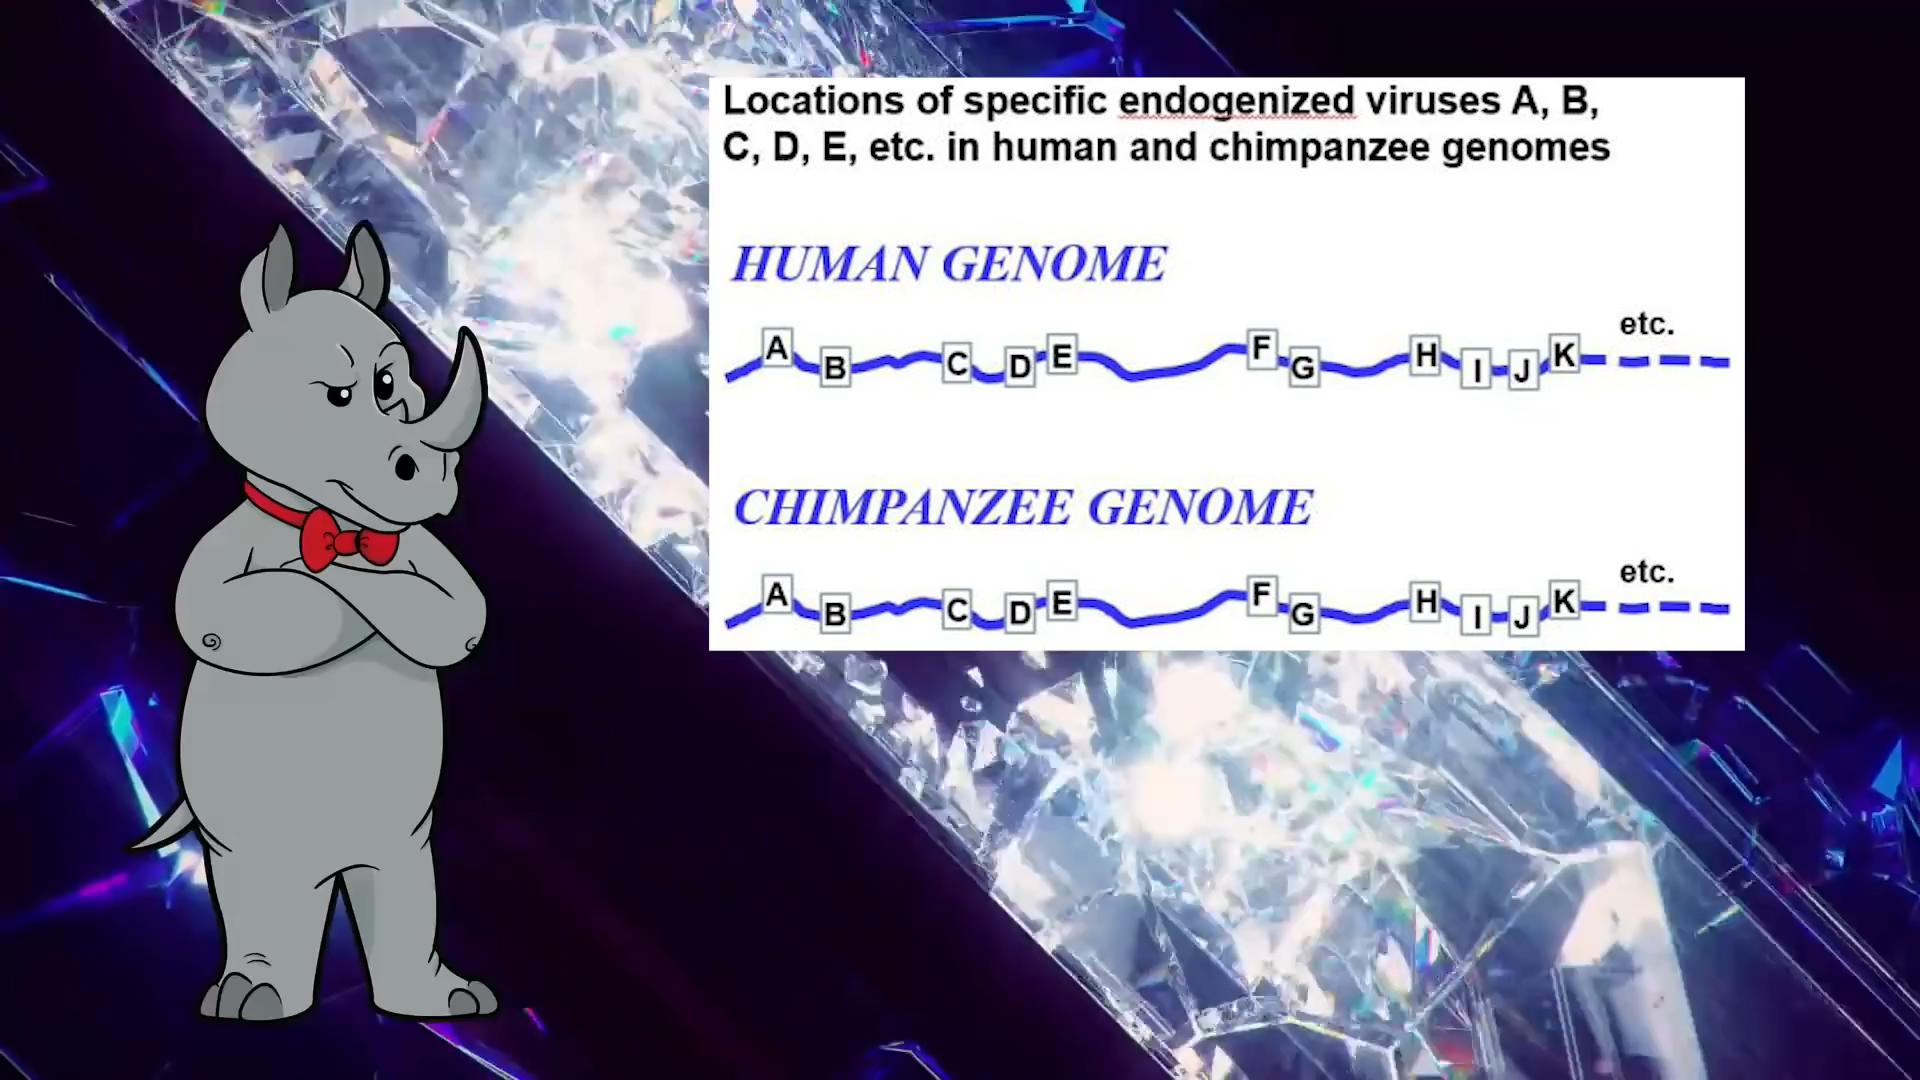 Locations of specific endogenized viruses A, B,
C, D, E, etc. in human and chimpanzee genomes
HUMAN GENOME
etc.
A B C D E F G H I J K
CHIMPANZEE GENOME
etc.
A B C D E F G H I J K